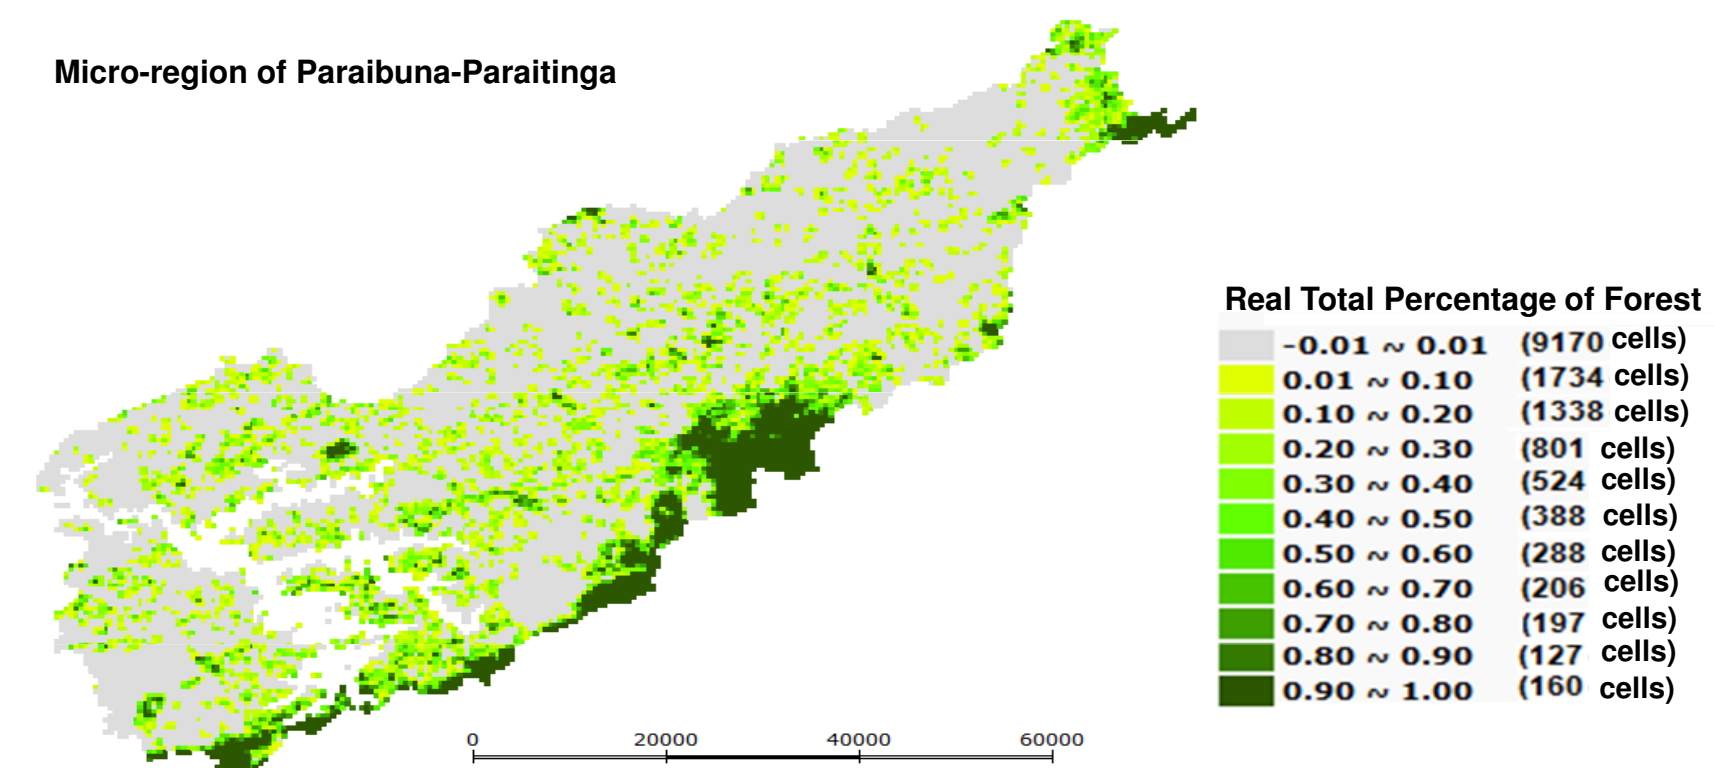 Micro-region of Paraibuna-Paraitinga
Real Total Percentage of Forest
-0.01 ~ 0.01 (9170 cells)
0.01 ~ 0.10 (1734 cells)
0.10 ~ 0.20 (1338 cells)
0.20 ~ 0.30 (801 cells)
0.30 ~ 0.40 (524 cells)
0.40 ~ 0.50 (388 cells)
0.50 ~ 0.60 (288 cells)
0.60 ~ 0.70 (206 cells)
0.70 ~ 0.80 (197 cells)
0.80 ~ 0.90 (127 cells)
0.90 ~ 1.00 (160 cells)
0 20000 40000 60000